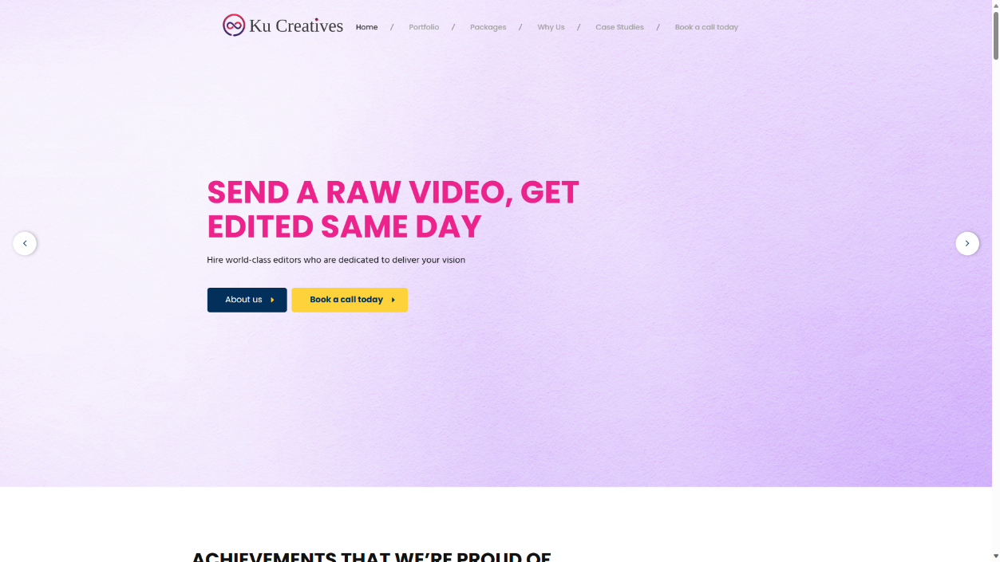 Ku Creatives
Home / Portfolio / Packages / Why Us / Case Studies / Book a call today
SEND A RAW VIDEO, GET
EDITED SAME DAY
Hire world-class editors who are dedicated to deliver your vision
About us
Book a call today
ACHIEVEMENTS THAT WE'RE PROUD OF